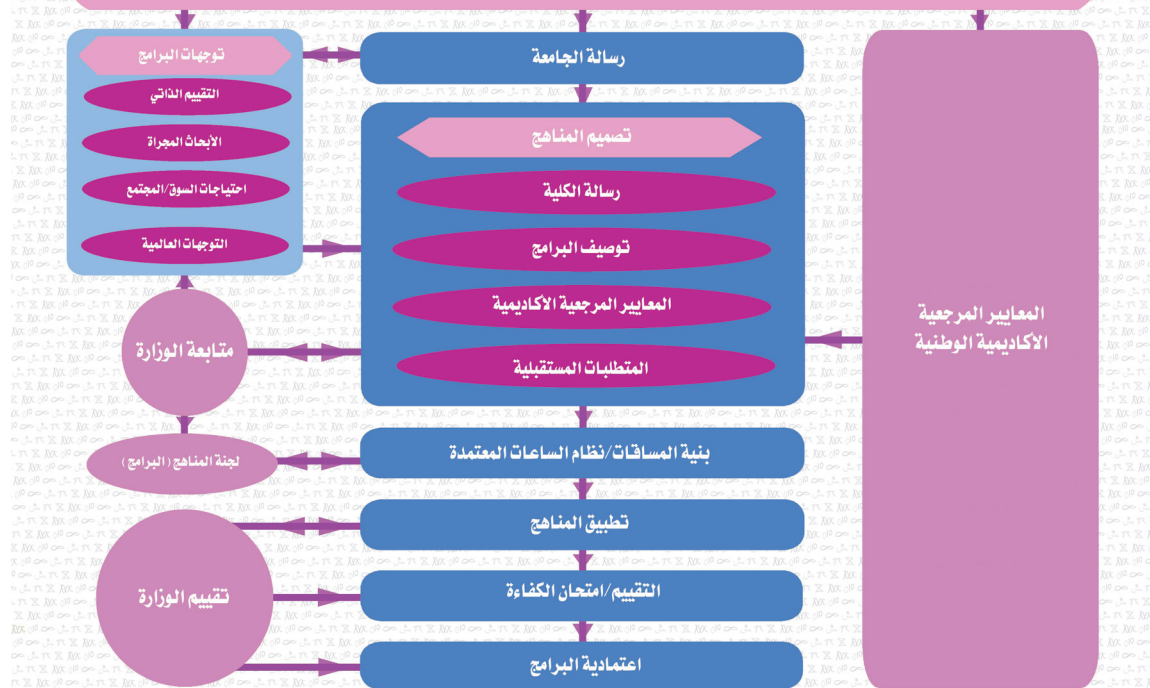 توجهات البرامج
التقييم الذاتي
الأبحاث المجراة
احتياجات السوق/المجتمع
التوجهات العالمية
رسالة الجامعة
تصميم المناهج
رسالة الكلية
توصيف البرامج
المعايير المرجعية الأكاديمية
المتطلبات المستقبلية
المعايير المرجعية
الأكاديمية الوطنية
متابعة الوزارة
لجنة المناهج (البرامج)
بنية المساقات/نظام الساعات المعتمدة
تطبيق المناهج
تقييم الوزارة
التقييم/امتحان الكفاءة
اعتمادية البرامج